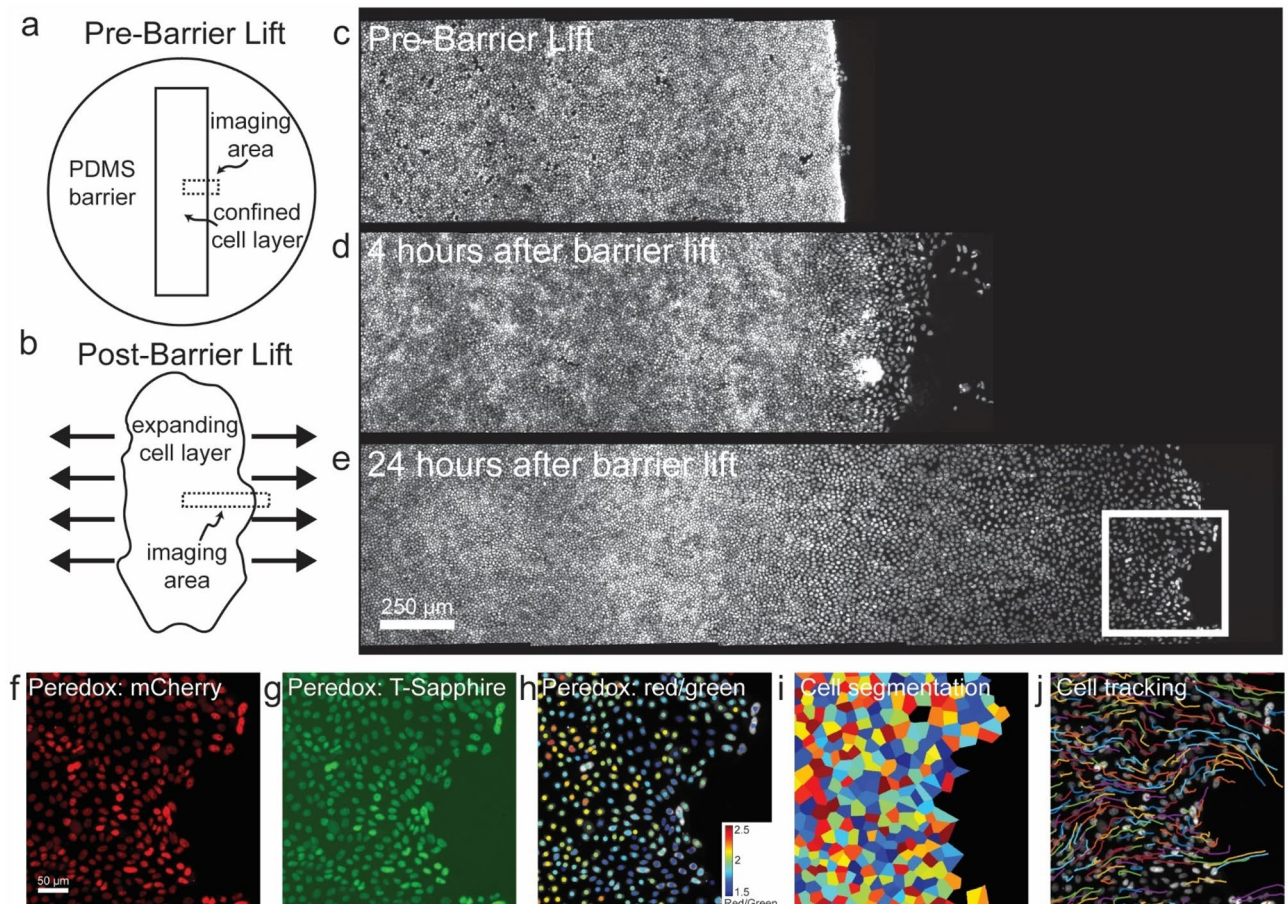 a
Pre-Barrier Lift
imaging
area
PDMS
barrier
confined
cell layer
b
Post-Barrier Lift
expanding
cell layer
imaging
area
c
Pre-Barrier Lift
d
4 hours after barrier lift
e
24 hours after barrier lift
250 µm
f
Peredox: mCherry
50 µm
g
Peredox: T-Sapphire
h
Peredox: red/green
2.5
2
1.5
Red/Green
i
Cell segmentation
j
Cell tracking